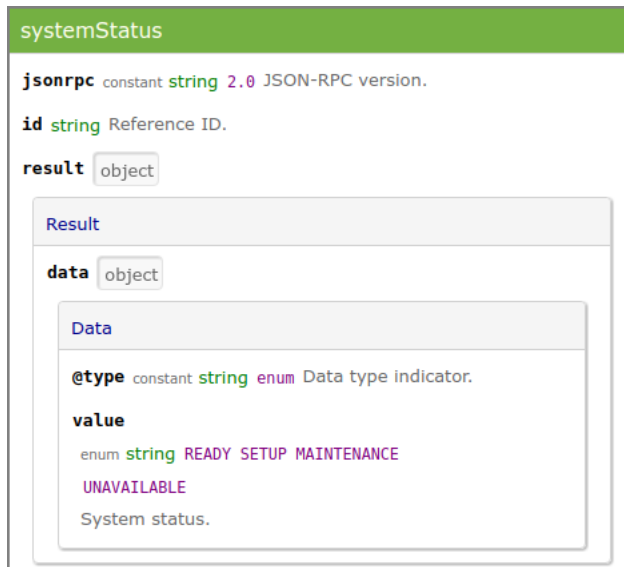 systemStatus
jsonrpc constant string 2.0 JSON-RPC version.
id string Reference ID.
result object
Result
data object
Data
@type constant string enum Data type indicator.
value
enum string READY SETUP MAINTENANCE
UNAVAILABLE
System status.